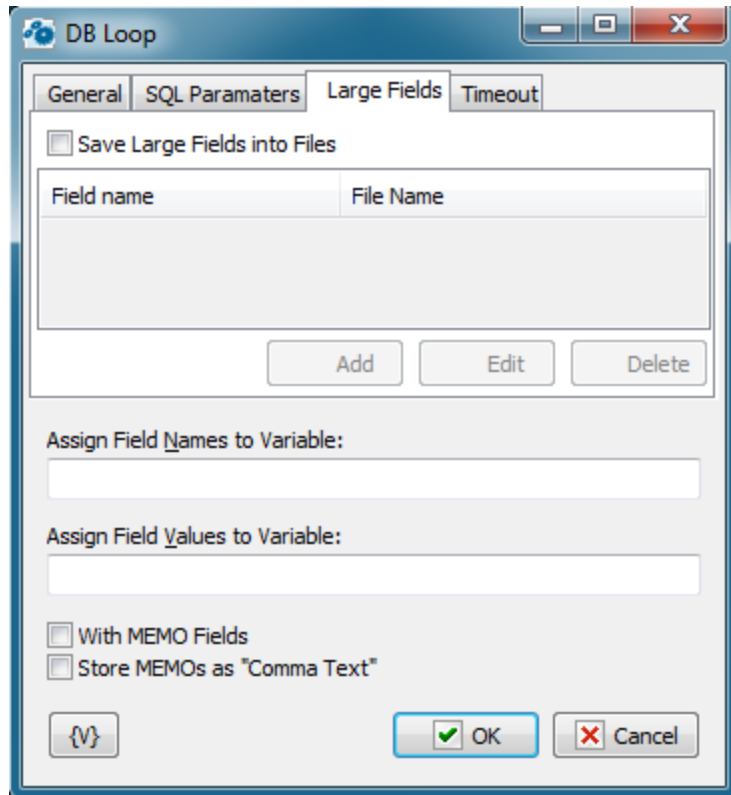 DB Loop
General SQL Paramaters Large Fields Timeout
Save Large Fields into Files
Field name File Name
Add Edit Delete
Assign Field Names to Variable:
Assign Field Values to Variable:
With MEMO Fields
Store MEMOs as "Comma Text"
{V} OK Cancel